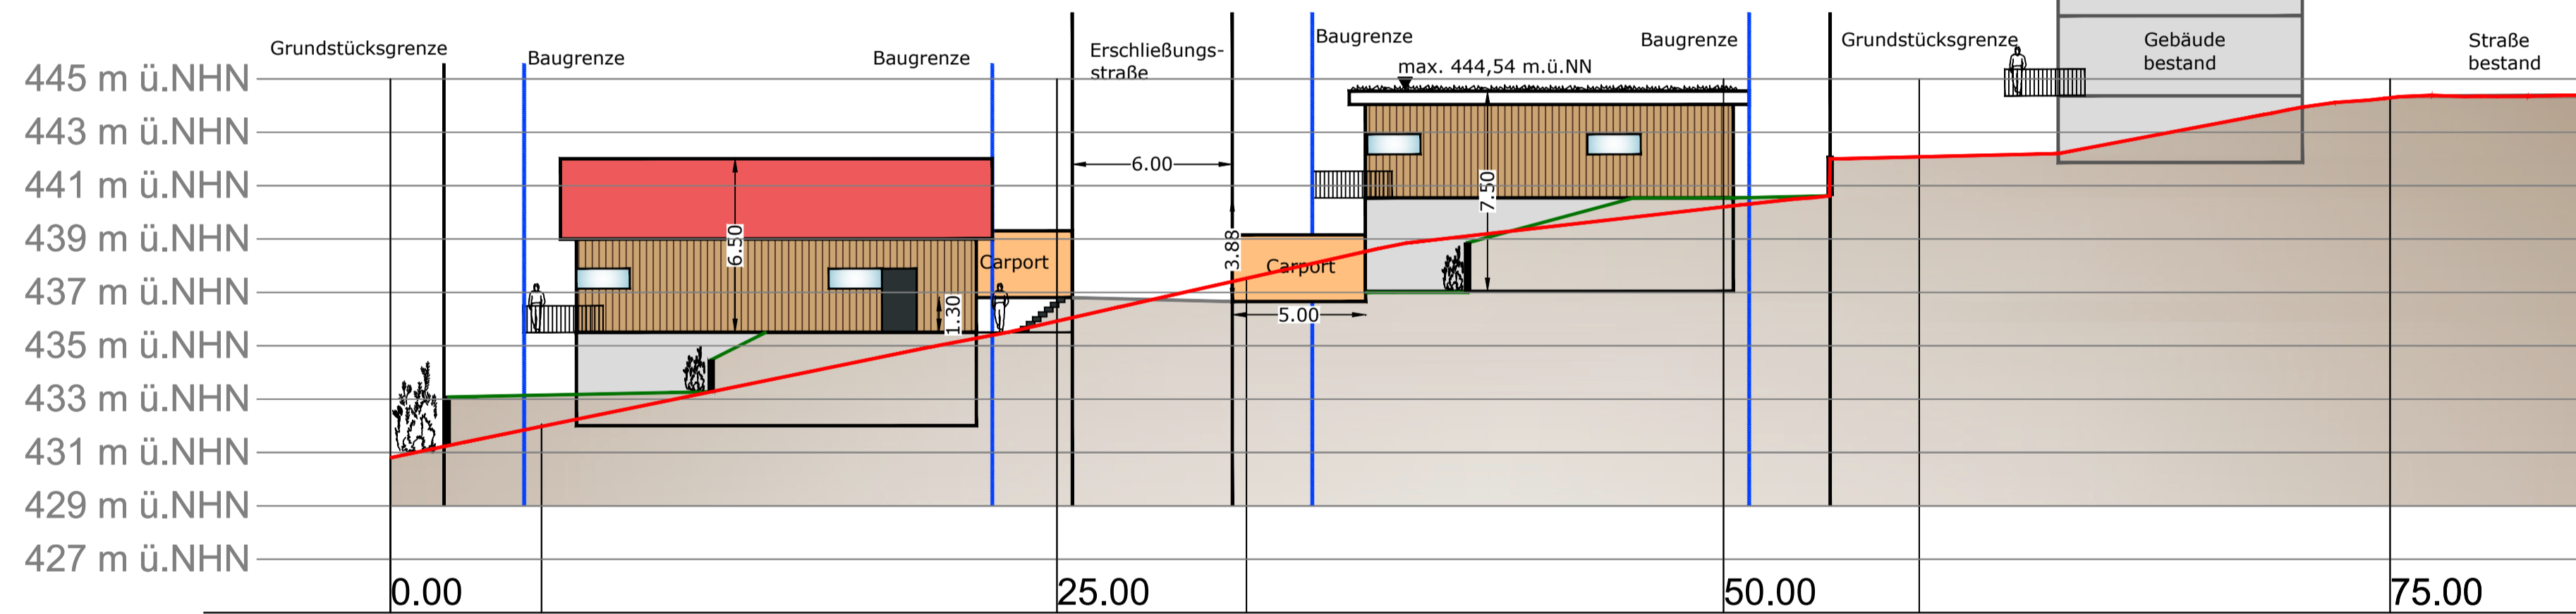 Grundstücksgrenze
Baugrenze
Baugrenze
Erschließungs-
straße
Baugrenze
Baugrenze
Grundstücksgrenze
Gebäude
bestand
Straße
bestand
max. 444,54 m.ü.NN
445 m ü.NHN
443 m ü.NHN
441 m ü.NHN
439 m ü.NHN
437 m ü.NHN
435 m ü.NHN
433 m ü.NHN
431 m ü.NHN
429 m ü.NHN
427 m ü.NHN
6.50
1.30
Carport
6.00
3.88
Carport
5.00
7.50
0.00
25.00
50.00
75.00